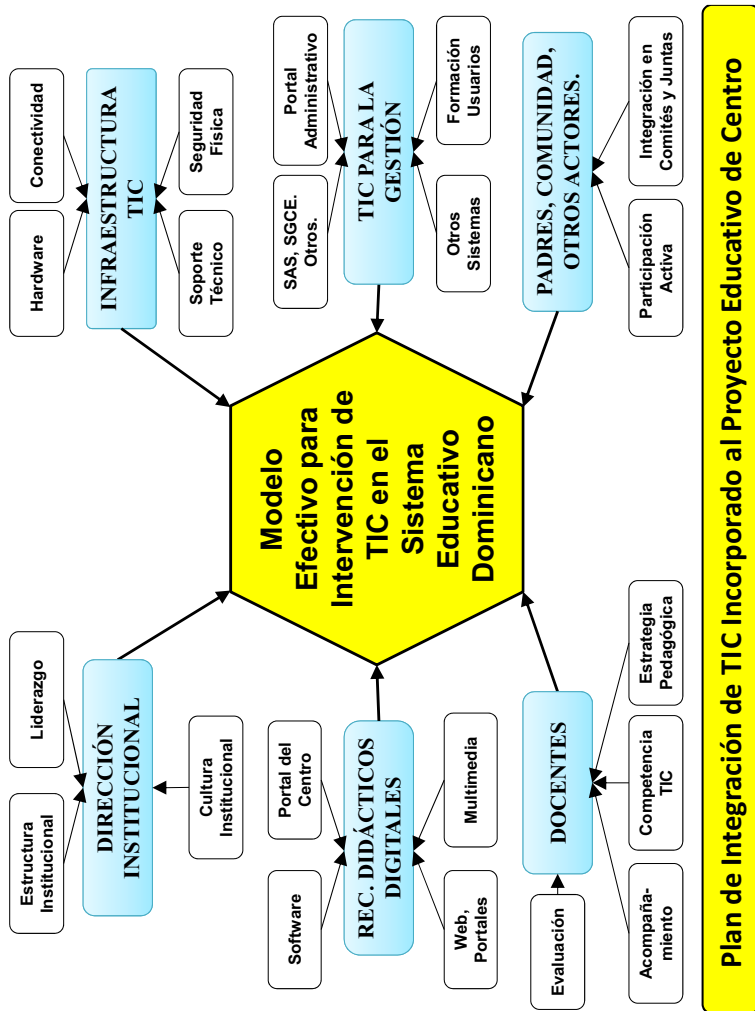 Estructura
Institucional
Liderazgo
DIRECCIÓN
INSTITUCIONAL
Cultura
Institucional
Hardware
Conectividad
INFRAESTRUCTURA
TIC
Soporte
Técnico
Seguridad
Física
Software
Portal del
Centro
REC. DIDÁCTICOS
DIGITALES
Web,
Portales
Multimedia
Modelo
Efectivo para
Intervención de
TIC en el
Sistema
Educativo
Dominicano
SAS, SGCE.
Otros.
Portal
Administrativo
TIC PARA LA
GESTIÓN
Otros
Sistemas
Formación
Usuarios
Evaluación
DOCENTES
Acompaña-
miento
Competencia
TIC
Estrategia
Pedagógica
PADRES, COMUNIDAD,
OTROS ACTORES.
Participación
Activa
Integración en
Comités y Juntas
Plan de Integración de TIC Incorporado al Proyecto Educativo de Centro